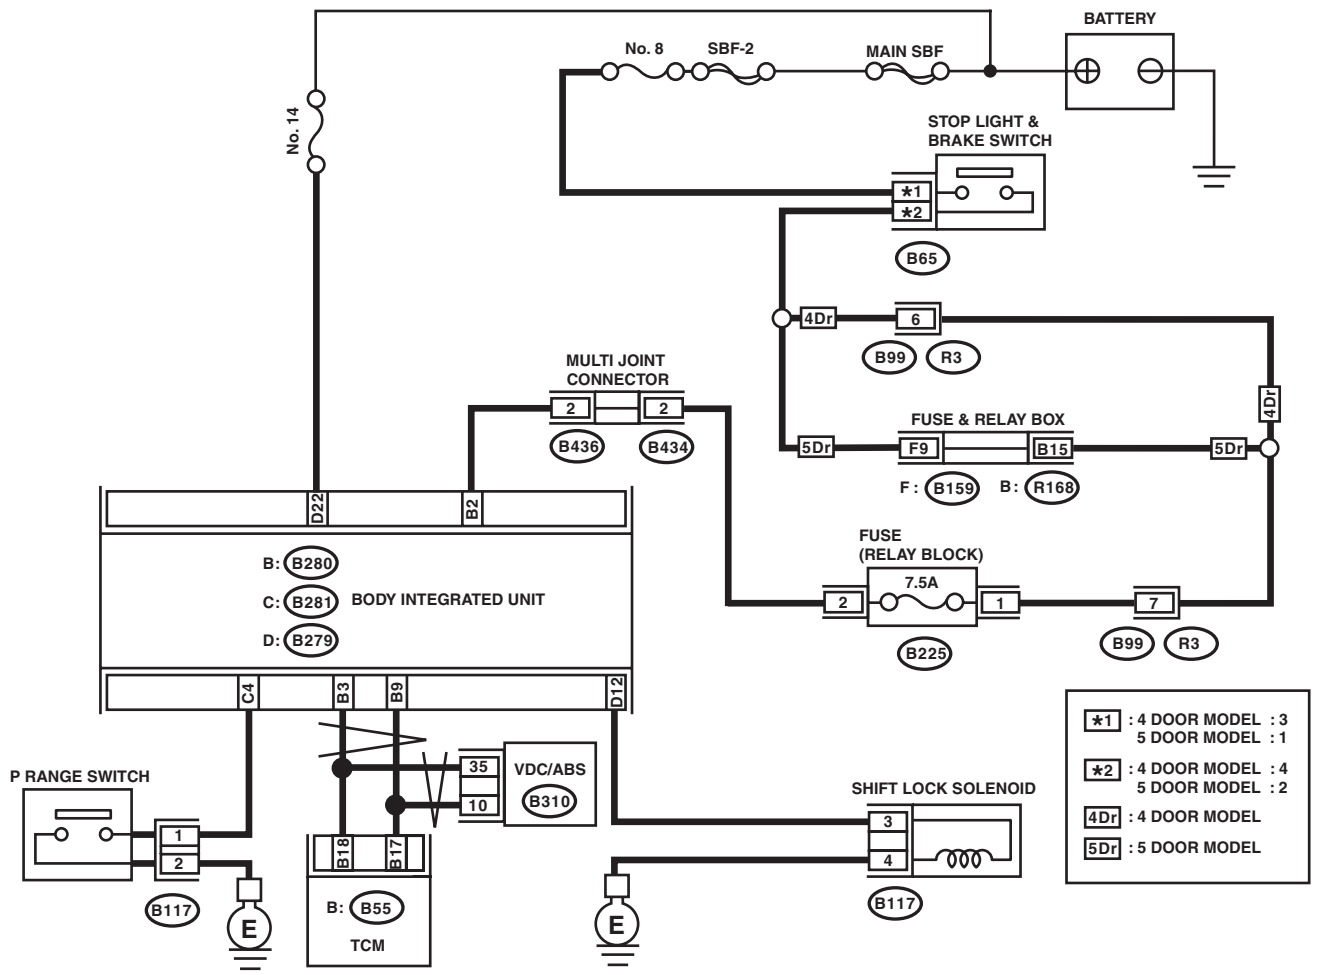 BATTERY
No. 8
SBF-2
MAIN SBF
No. 14
STOP LIGHT &
BRAKE SWITCH
*1
*2
B65
4Dr
6
B99
R3
4Dr
MULTI JOINT
CONNECTOR
2
2
B436
B434
FUSE & RELAY BOX
5Dr
F9
B15
5Dr
F:
B159
B:
R168
D22
B2
FUSE
(RELAY BLOCK)
7.5A
2
1
7
B225
B99
R3
B:
B280
C:
B281
BODY INTEGRATED UNIT
D:
B279
C4
B3
B9
D12
P RANGE SWITCH
1
2
B117
E
35
10
VDC/ABS
B310
B18
B17
B:
B55
TCM
SHIFT LOCK SOLENOID
3
4
B117
E
*1 : 4 DOOR MODEL : 3
5 DOOR MODEL : 1
*2 : 4 DOOR MODEL : 4
5 DOOR MODEL : 2
4Dr : 4 DOOR MODEL
5Dr : 5 DOOR MODEL